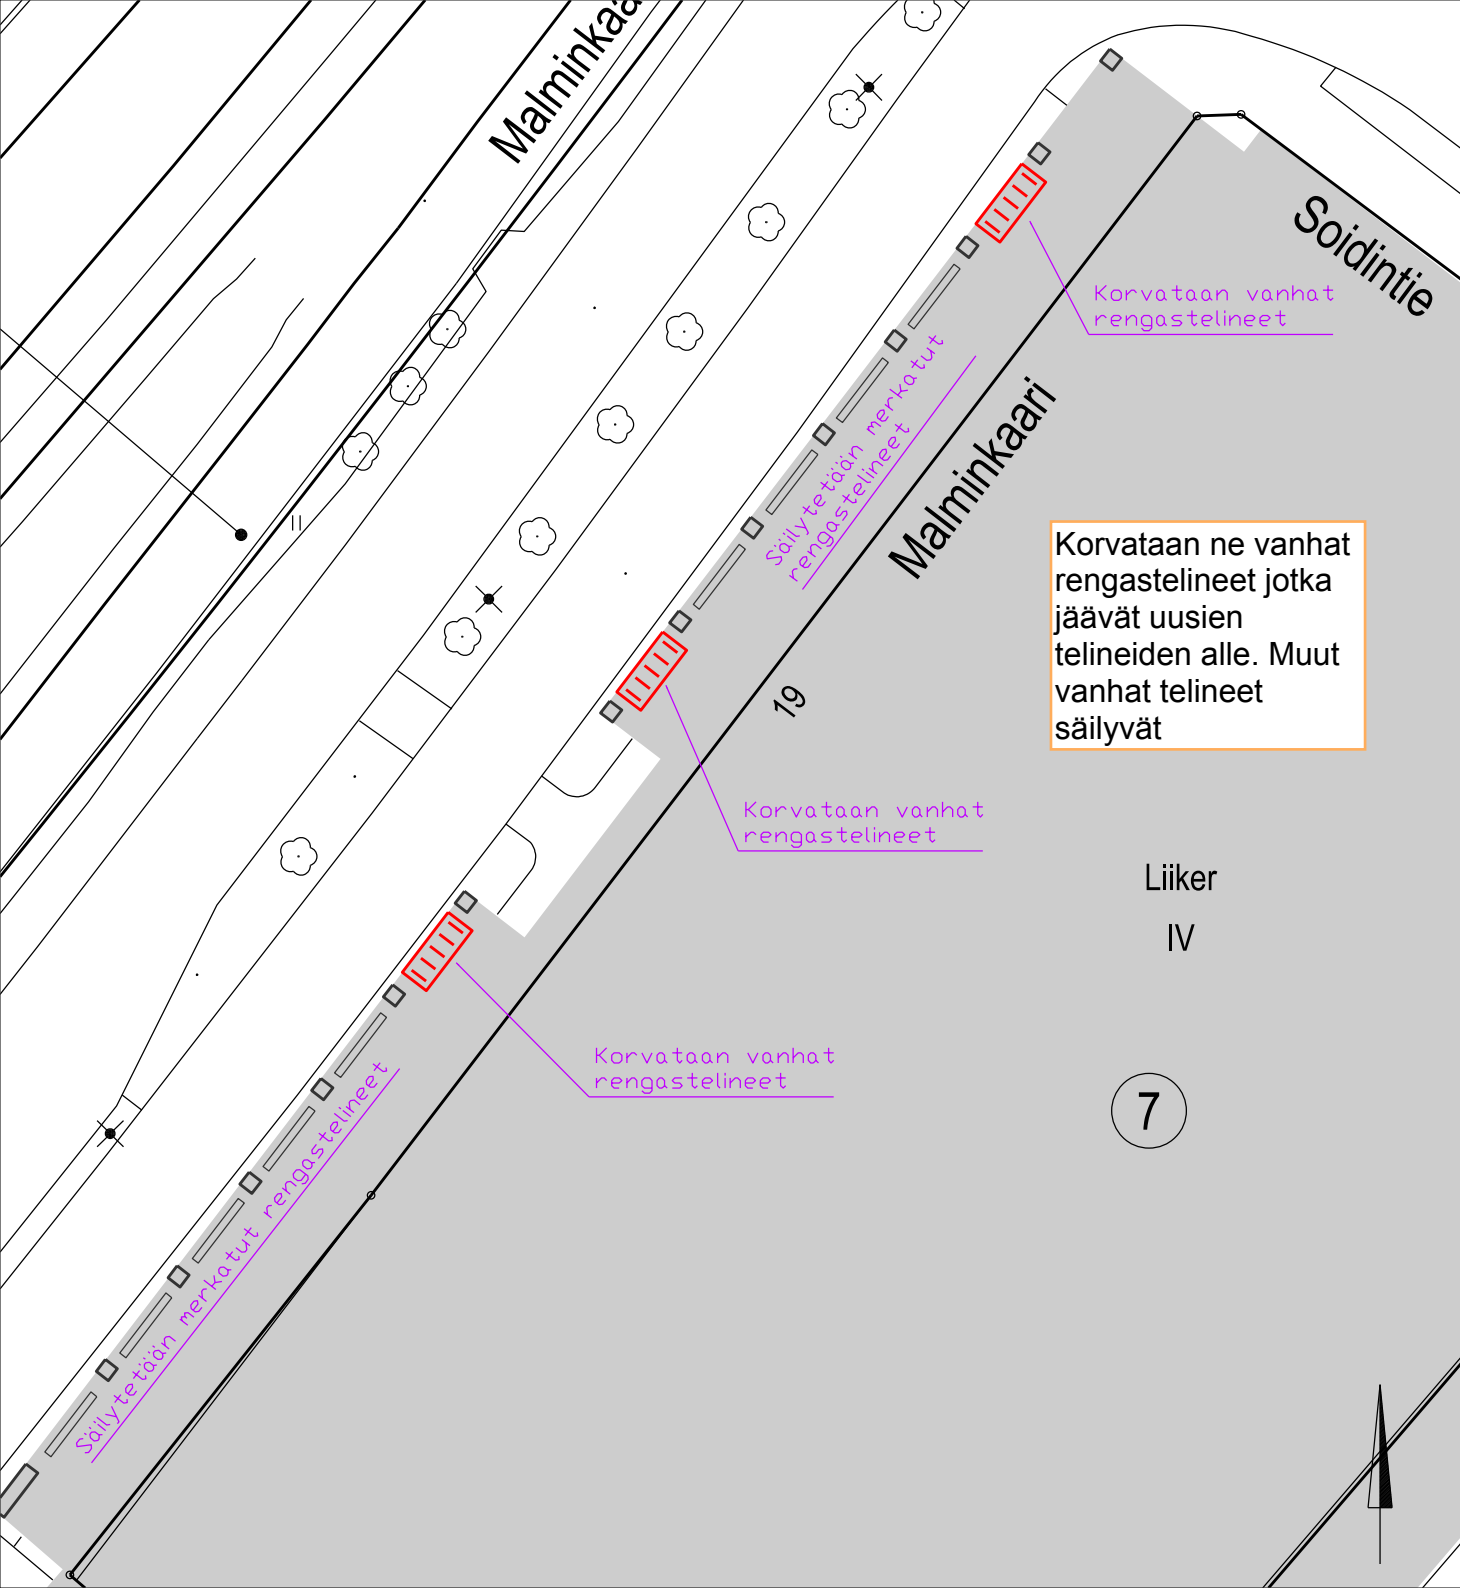 Malminkaa
Soidintie
Korvataan vanhat
rengastelineet
Säilytetään merkatut
rengastelineet
Malminkaari
Korvataan ne vanhat
rengastelineet jotka
jäävät uusien
telineiden alle. Muut
vanhat telineet
säilyvät
19
Korvataan vanhat
rengastelineet
Liiker
IV
Korvataan vanhat
rengastelineet
7
Säilytetään merkatut rengastelineet